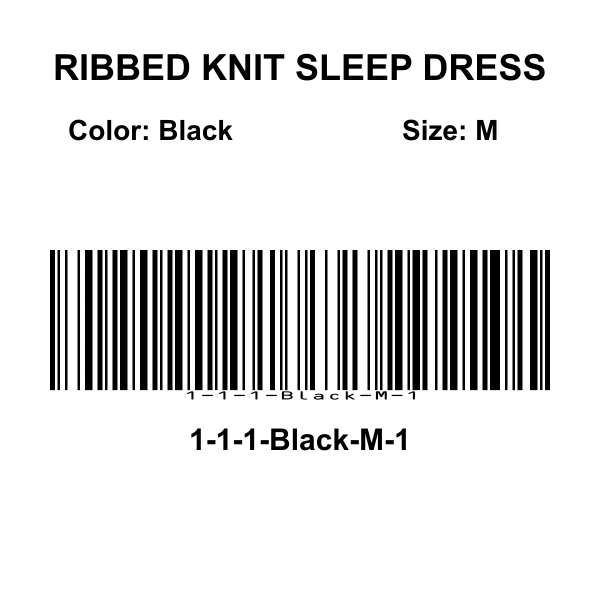 RIBBED KNIT SLEEP DRESS
Color: Black Size: M
1-1-1-Black-M-1
1-1-1-Black-M-1